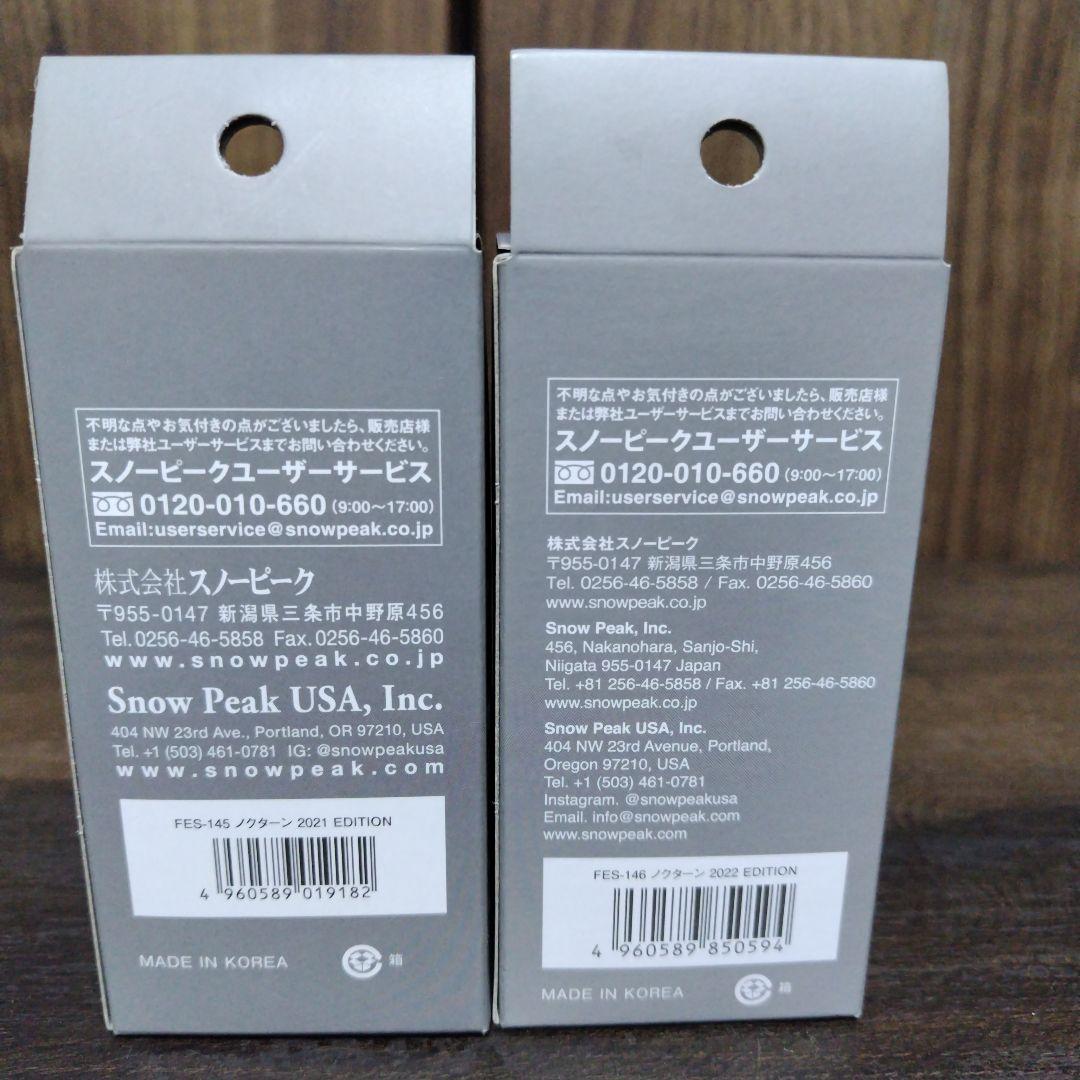 不明な点やお気付きの点がございましたら、販売店様
または弊社ユーザーサービスまでお問い合わせください。
スノーピークユーザーサービス
0120-010-660 (9:00〜17:00)
Email:userservice@snowpeak.co.jp
株式会社スノーピーク
〒955-0147 新潟県三条市中野原456
Tel.0256-46-5858 Fax.0256-46-5860
www.snowpeak.co.jp
Snow Peak USA, Inc.
404 NW 23rd Ave., Portland, OR 97210, USA
Tel. +1 (503) 461-0781 IG: @snowpeakusa
www.snowpeak.com
FES-145 ノクターン 2021 EDITION
4 960589 019182
MADE IN KOREA
箱
不明な点やお気付きの点がございましたら、販売店様
または弊社ユーザーサービスまでお問い合わせください。
スノーピークユーザーサービス
0120-010-660 (9:00〜17:00)
Email:userservice@snowpeak.co.jp
株式会社スノーピーク
〒955-0147 新潟県三条市中野原456
Tel. 0256-46-5858 / Fax. 0256-46-5860
www.snowpeak.co.jp
Snow Peak, Inc.
456, Nakanohara, Sanjo-Shi,
Niigata 955-0147 Japan
Tel. +81 256-46-5858 / Fax. +81 256-46-5860
www.snowpeak.co.jp
Snow Peak USA, Inc.
404 NW 23rd Avenue, Portland,
Oregon 97210, USA
Tel. +1 (503) 461-0781
Instagram. @snowpeakusa
Email. info@snowpeak.com
www.snowpeak.com
FES-146 ノクターン 2022 EDITION
4 960589 850594
MADE IN KOREA
箱